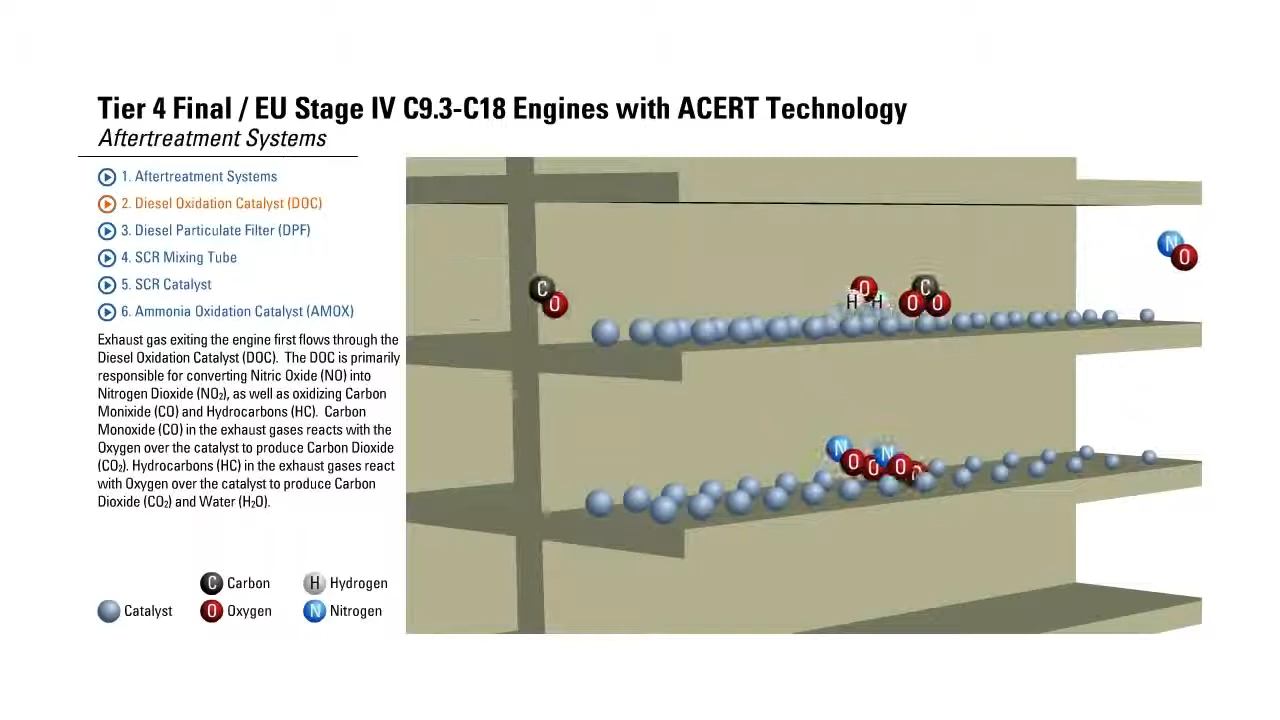 Tier 4 Final / EU Stage IV C9.3-C18 Engines with ACERT Technology
Aftertreatment Systems
1. Aftertreatment Systems
2. Diesel Oxidation Catalyst (DOC)
3. Diesel Particulate Filter (DPF)
4. SCR Mixing Tube
5. SCR Catalyst
6. Ammonia Oxidation Catalyst (AMOX)
Exhaust gas exiting the engine first flows through the
Diesel Oxidation Catalyst (DOC).  The DOC is primarily
responsible for converting Nitric Oxide (NO) into
Nitrogen Dioxide (NO₂), as well as oxidizing Carbon
Monixide (CO) and Hydrocarbons (HC).  Carbon
Monoxide (CO) in the exhaust gases reacts with the
Oxygen over the catalyst to produce Carbon Dioxide
(CO₂). Hydrocarbons (HC) in the exhaust gases react
with Oxygen over the catalyst to produce Carbon
Dioxide (CO₂) and Water (H₂O).
C Carbon H Hydrogen
Catalyst O Oxygen N Nitrogen
N O
C O
O H H
C O O
N O O N O